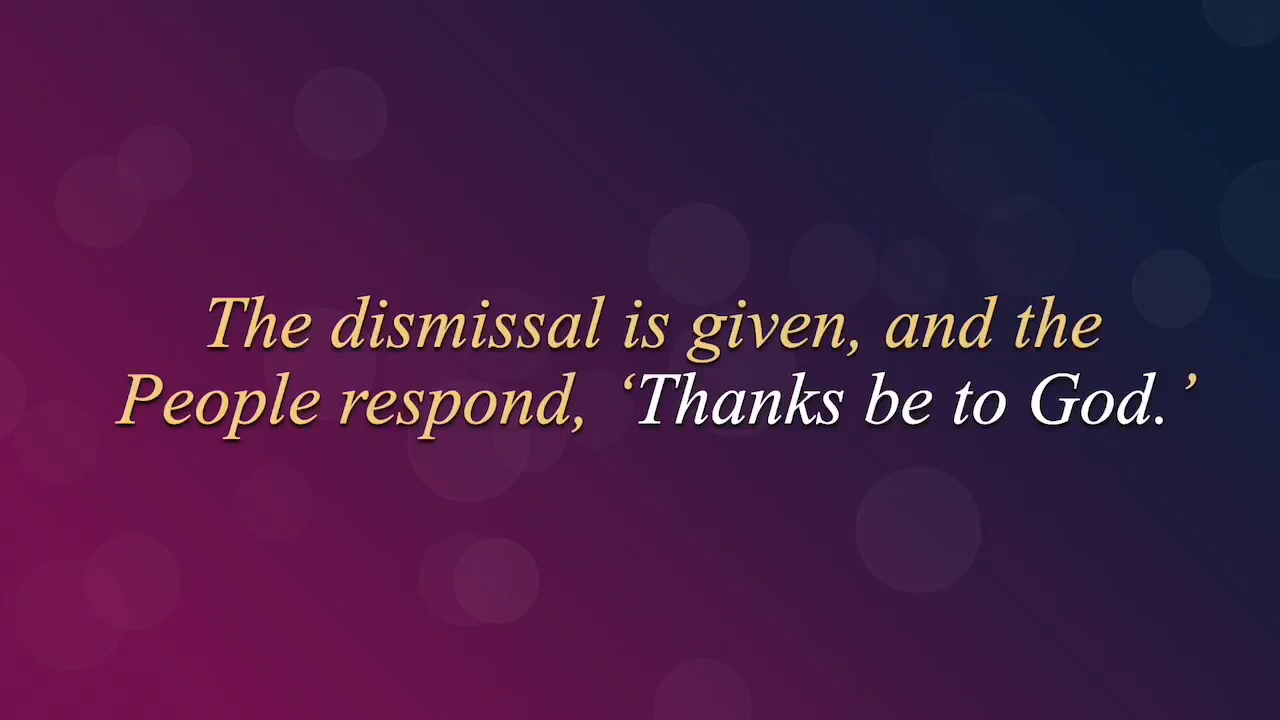 The dismissal is given, and the
People respond, ‘Thanks be to God.’